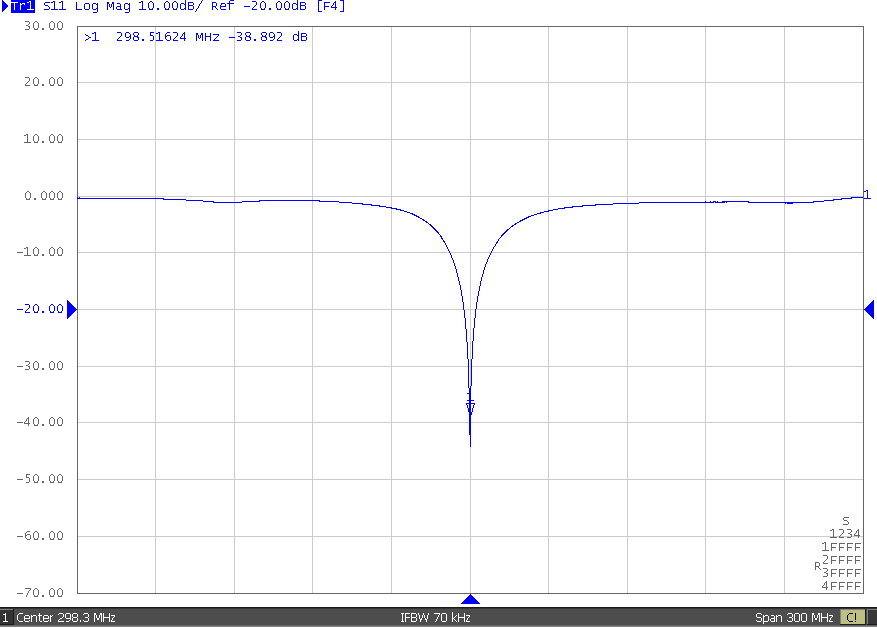 Tr1 S11 Log Mag 10.00dB/ Ref -20.00dB [F4]
30.00
>1 298.51624 MHz -38.892 dB
20.00
10.00
0.000
1
-10.00
-20.00
-30.00
1
-40.00
-50.00
S
-60.00
1234
1FFFF
2FFFF
R
3FFFF
4FFFF
-70.00
1 Center 298.3 MHz IFBW 70 kHz Span 300 MHz C!